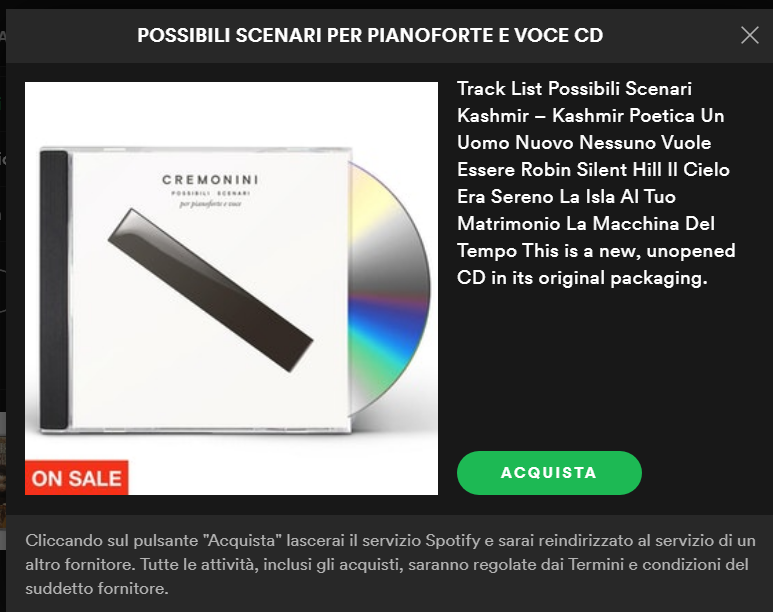 POSSIBILI SCENARI PER PIANOFORTE E VOCE CD
CREMONINI
POSSIBILI SCENARI
per pianoforte e voce
ON SALE
Track List Possibili Scenari
Kashmir – Kashmir Poetica Un
Uomo Nuovo Nessuno Vuole
Essere Robin Silent Hill Il Cielo
Era Sereno La Isla Al Tuo
Matrimonio La Macchina Del
Tempo This is a new, unopened
CD in its original packaging.
ACQUISTA
Cliccando sul pulsante "Acquista" lascerai il servizio Spotify e sarai reindirizzato al servizio di un
altro fornitore. Tutte le attività, inclusi gli acquisti, saranno regolate dai Termini e condizioni del
suddetto fornitore.